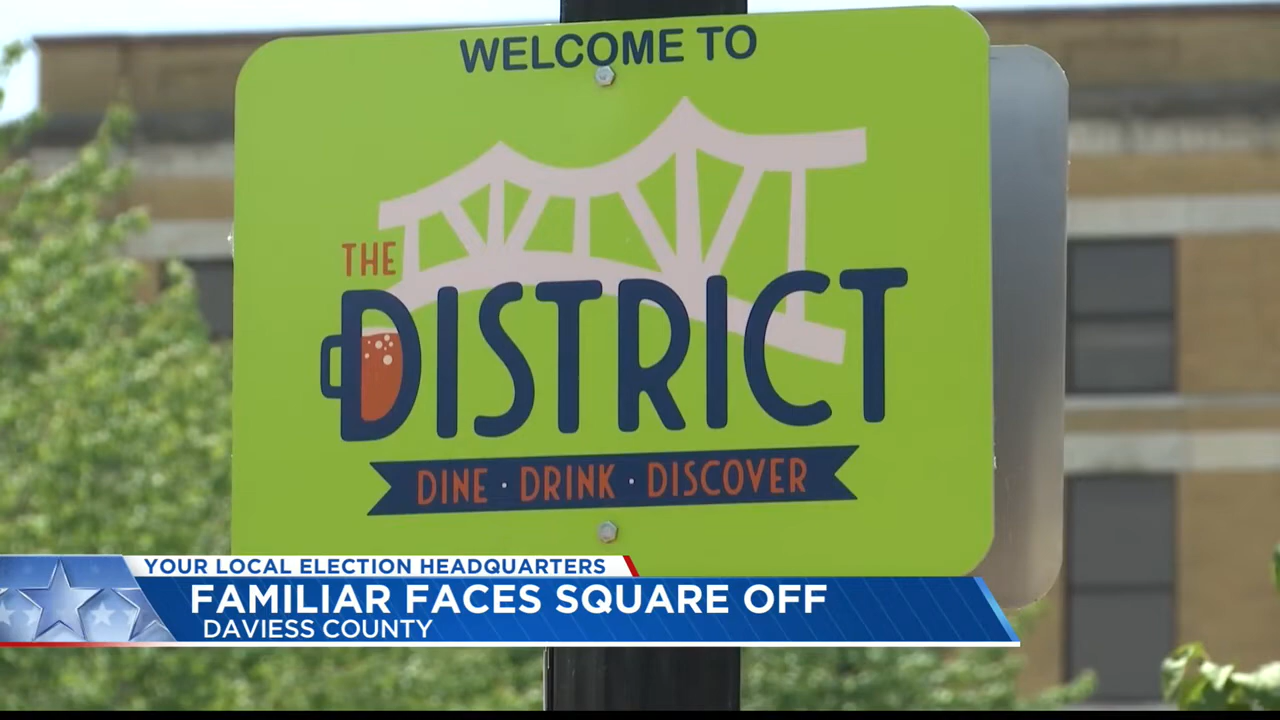 WELCOME TO
THE
DISTRICT
DINE · DRINK · DISCOVER
YOUR LOCAL ELECTION HEADQUARTERS
FAMILIAR FACES SQUARE OFF
DAVIESS COUNTY